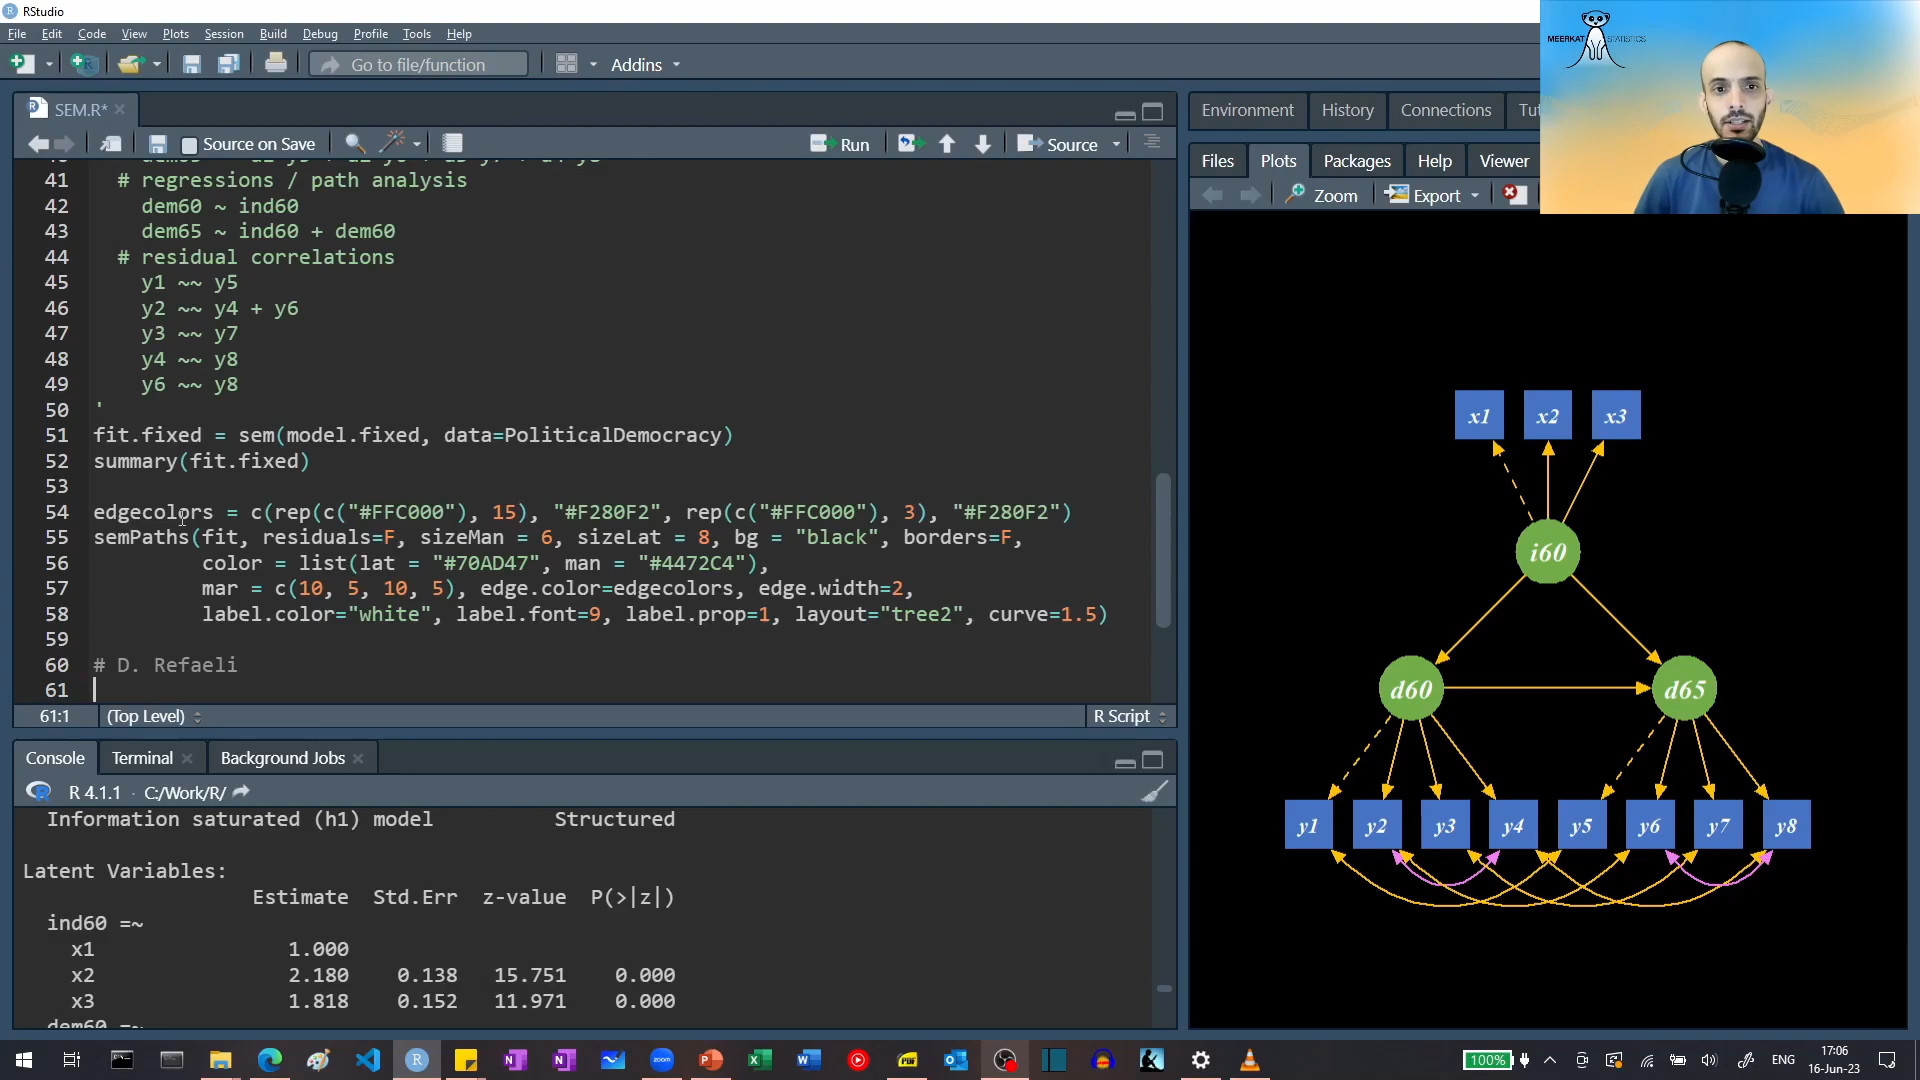 RStudio
File Edit Code View Plots Session Build Debug Profile Tools Help
Go to file/function Addins
MEERKAT STATISTICS
SEM.R*
Source on Save Run Source
41 # regressions / path analysis
42 dem60 ~ ind60
43 dem65 ~ ind60 + dem60
44 # residual correlations
45 y1 ~~ y5
46 y2 ~~ y4 + y6
47 y3 ~~ y7
48 y4 ~~ y8
49 y6 ~~ y8
50 '
51 fit.fixed = sem(model.fixed, data=PoliticalDemocracy)
52 summary(fit.fixed)
53
54 edgecolors = c(rep(c("#FFC000"), 15), "#F280F2", rep(c("#FFC000"), 3), "#F280F2")
55 semPaths(fit, residuals=F, sizeMan = 6, sizeLat = 8, bg = "black", borders=F,
56 color = list(lat = "#70AD47", man = "#4472C4"),
57 mar = c(10, 5, 10, 5), edge.color=edgecolors, edge.width=2,
58 label.color="white", label.font=9, label.prop=1, layout="tree2", curve=1.5)
59
60 # D. Refaeli
61
61:1 (Top Level) R Script
Console Terminal Background Jobs
R 4.1.1 · C:/Work/R/
Information saturated (h1) model Structured
Latent Variables:
Estimate Std.Err z-value P(>|z|)
ind60 =~
x1 1.000
x2 2.180 0.138 15.751 0.000
x3 1.818 0.152 11.971 0.000
dem60 =~
Environment History Connections Tut
Files Plots Packages Help Viewer
Zoom Export
x1 x2 x3
i60
d60 d65
y1 y2 y3 y4 y5 y6 y7 y8
100% ENG 17:06
16-Jun-23